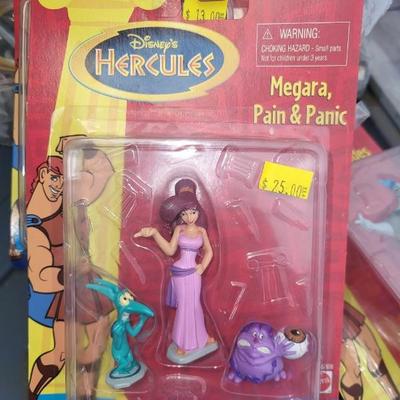 $ 13.00
DISNEY'S
HERCULES
WARNING:
CHOKING HAZARD - Small parts
Not for children under 3 years
Megara,
Pain & Panic
$ 25.00